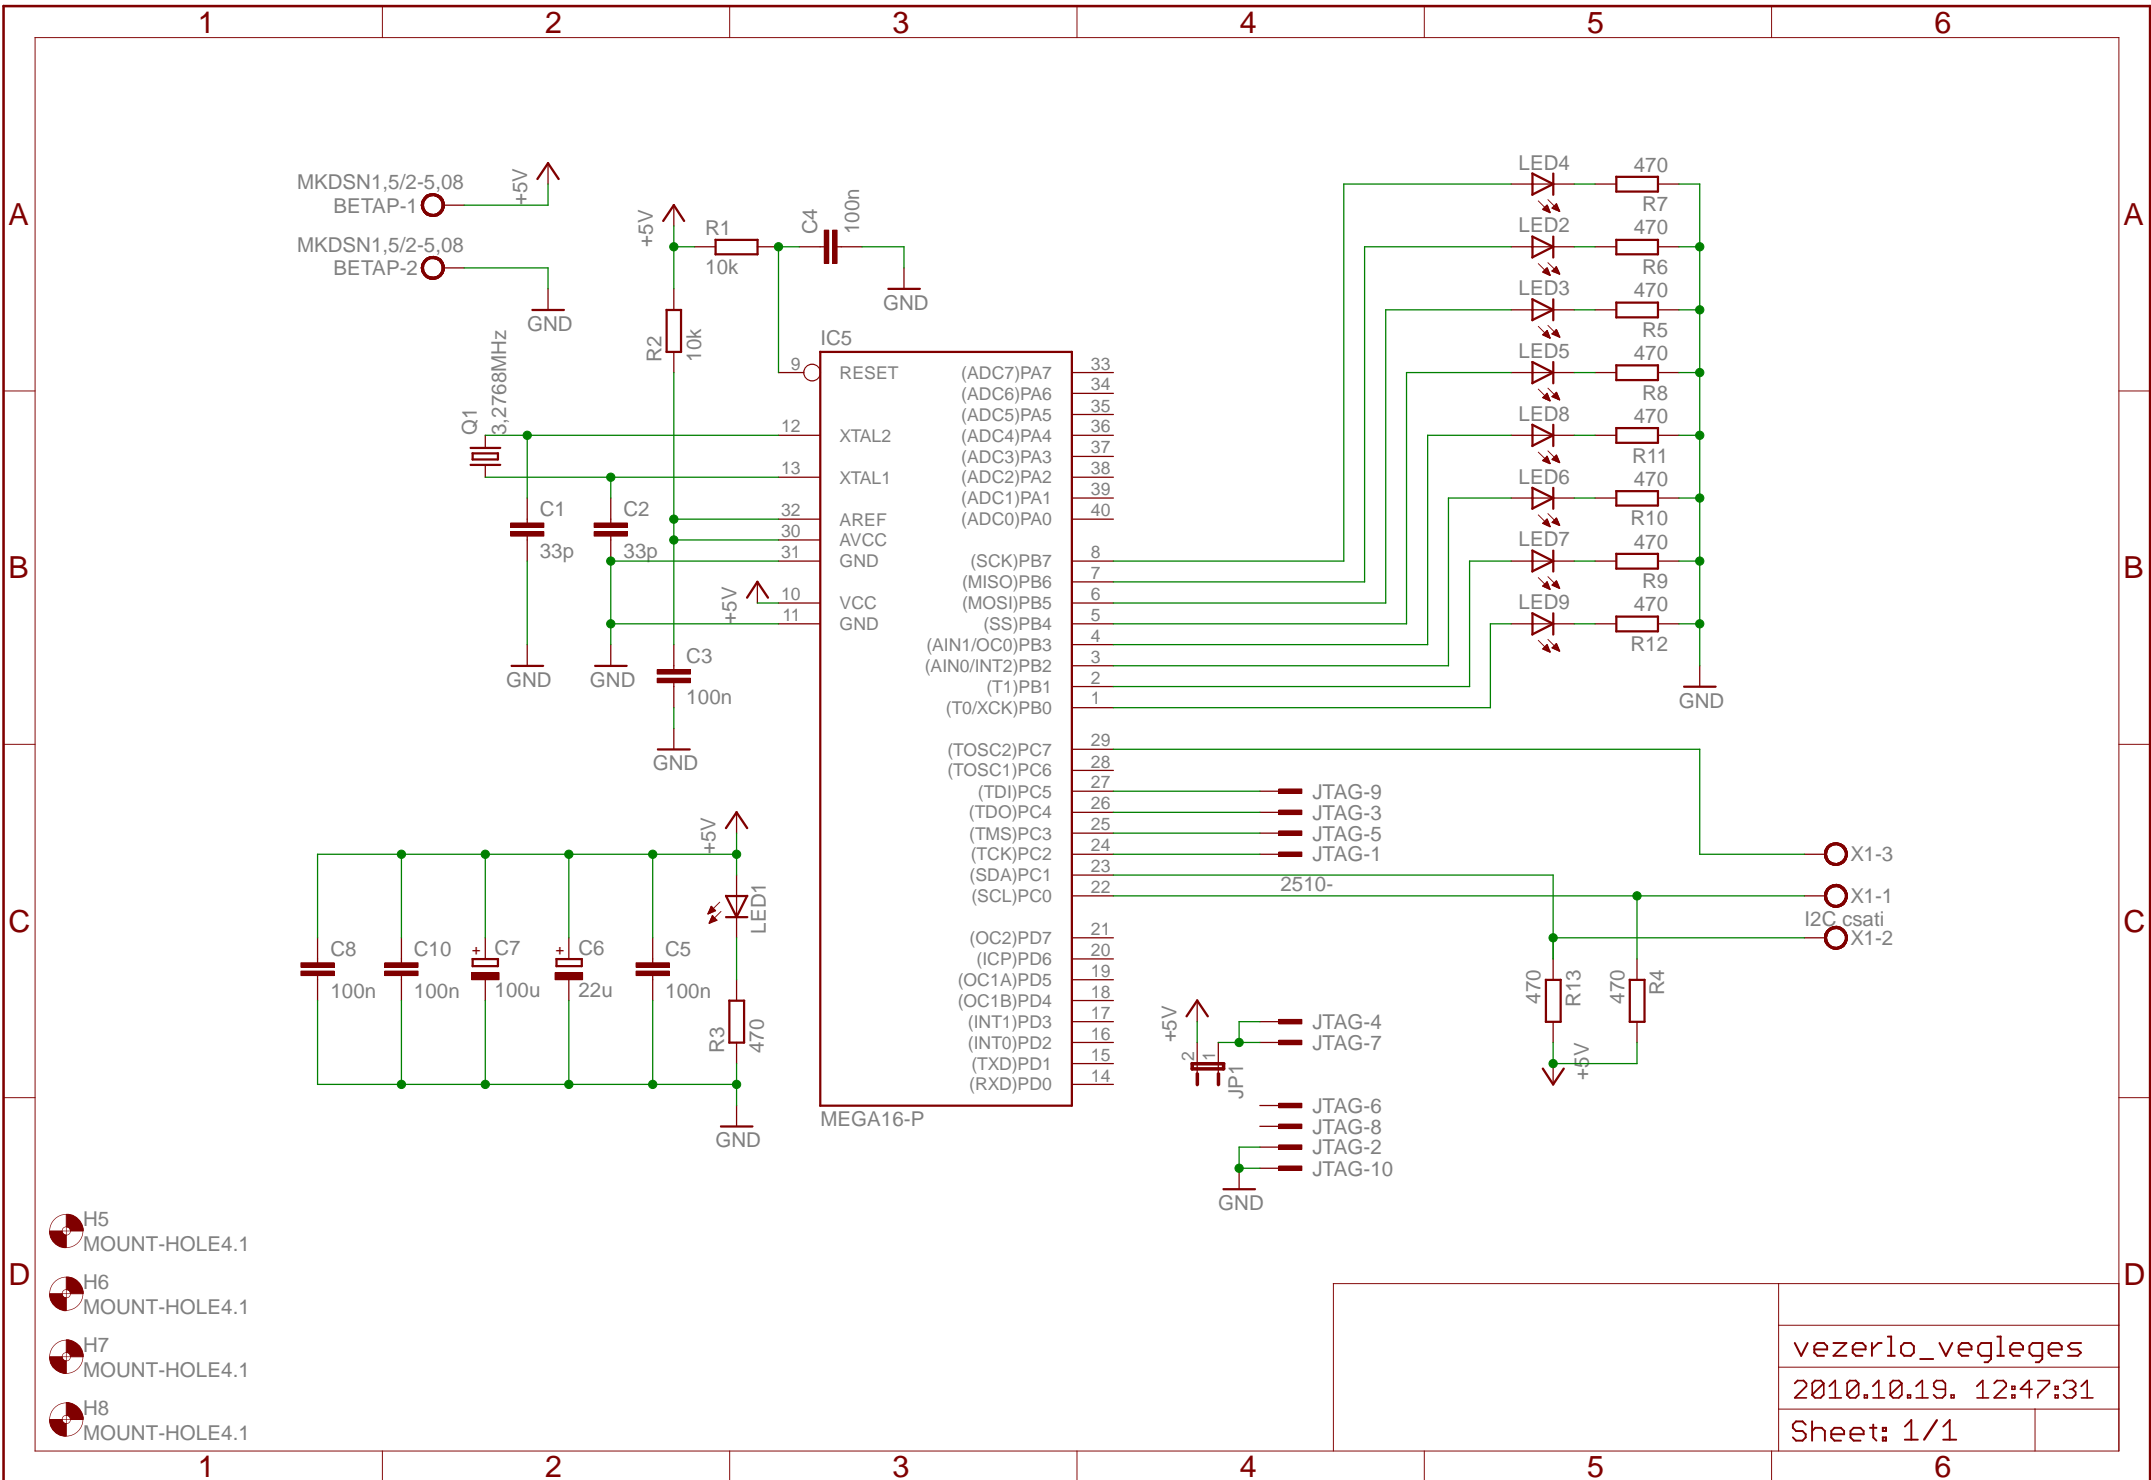 1 2 3 4 5 6
A
A
B
B
C
C
D
D
MKDSN1,5/2-5,08
BETAP-1
+5V
MKDSN1,5/2-5,08
BETAP-2
GND
+5V
R1
10k
C4
100n
GND
R2
10k
Q1
3,2768MHz
C1
33p
C2
33p
GND
GND
+5V
C3
100n
GND
IC5
9 RESET
12 XTAL2
13 XTAL1
32 AREF
30 AVCC
31 GND
10 VCC
11 GND
(ADC7)PA7 33
(ADC6)PA6 34
(ADC5)PA5 35
(ADC4)PA4 36
(ADC3)PA3 37
(ADC2)PA2 38
(ADC1)PA1 39
(ADC0)PA0 40
(SCK)PB7 8
(MISO)PB6 7
(MOSI)PB5 6
(SS)PB4 5
(AIN1/OC0)PB3 4
(AIN0/INT2)PB2 3
(T1)PB1 2
(T0/XCK)PB0 1
(TOSC2)PC7 29
(TOSC1)PC6 28
(TDI)PC5 27
(TDO)PC4 26
(TMS)PC3 25
(TCK)PC2 24
(SDA)PC1 23
(SCL)PC0 22
(OC2)PD7 21
(ICP)PD6 20
(OC1A)PD5 19
(OC1B)PD4 18
(INT1)PD3 17
(INT0)PD2 16
(TXD)PD1 15
(RXD)PD0 14
MEGA16-P
LED4 470
R7
LED2 470
R6
LED3 470
R5
LED5 470
R8
LED8 470
R11
LED6 470
R10
LED7 470
R9
LED9 470
R12
GND
JTAG-9
JTAG-3
JTAG-5
JTAG-1
2510-
X1-3
X1-1
I2C csati
X1-2
470
R13
470
R4
+5V
+5V
2
1
JP1
JTAG-4
JTAG-7
JTAG-6
JTAG-8
JTAG-2
JTAG-10
GND
+5V
LED1
C8
100n
C10
100n
+ C7
100u
+ C6
22u
C5
100n
R3
470
GND
H5
MOUNT-HOLE4.1
H6
MOUNT-HOLE4.1
H7
MOUNT-HOLE4.1
H8
MOUNT-HOLE4.1
vezerlo_vegleges
2010.10.19. 12:47:31
Sheet: 1/1
1 2 3 4 5 6